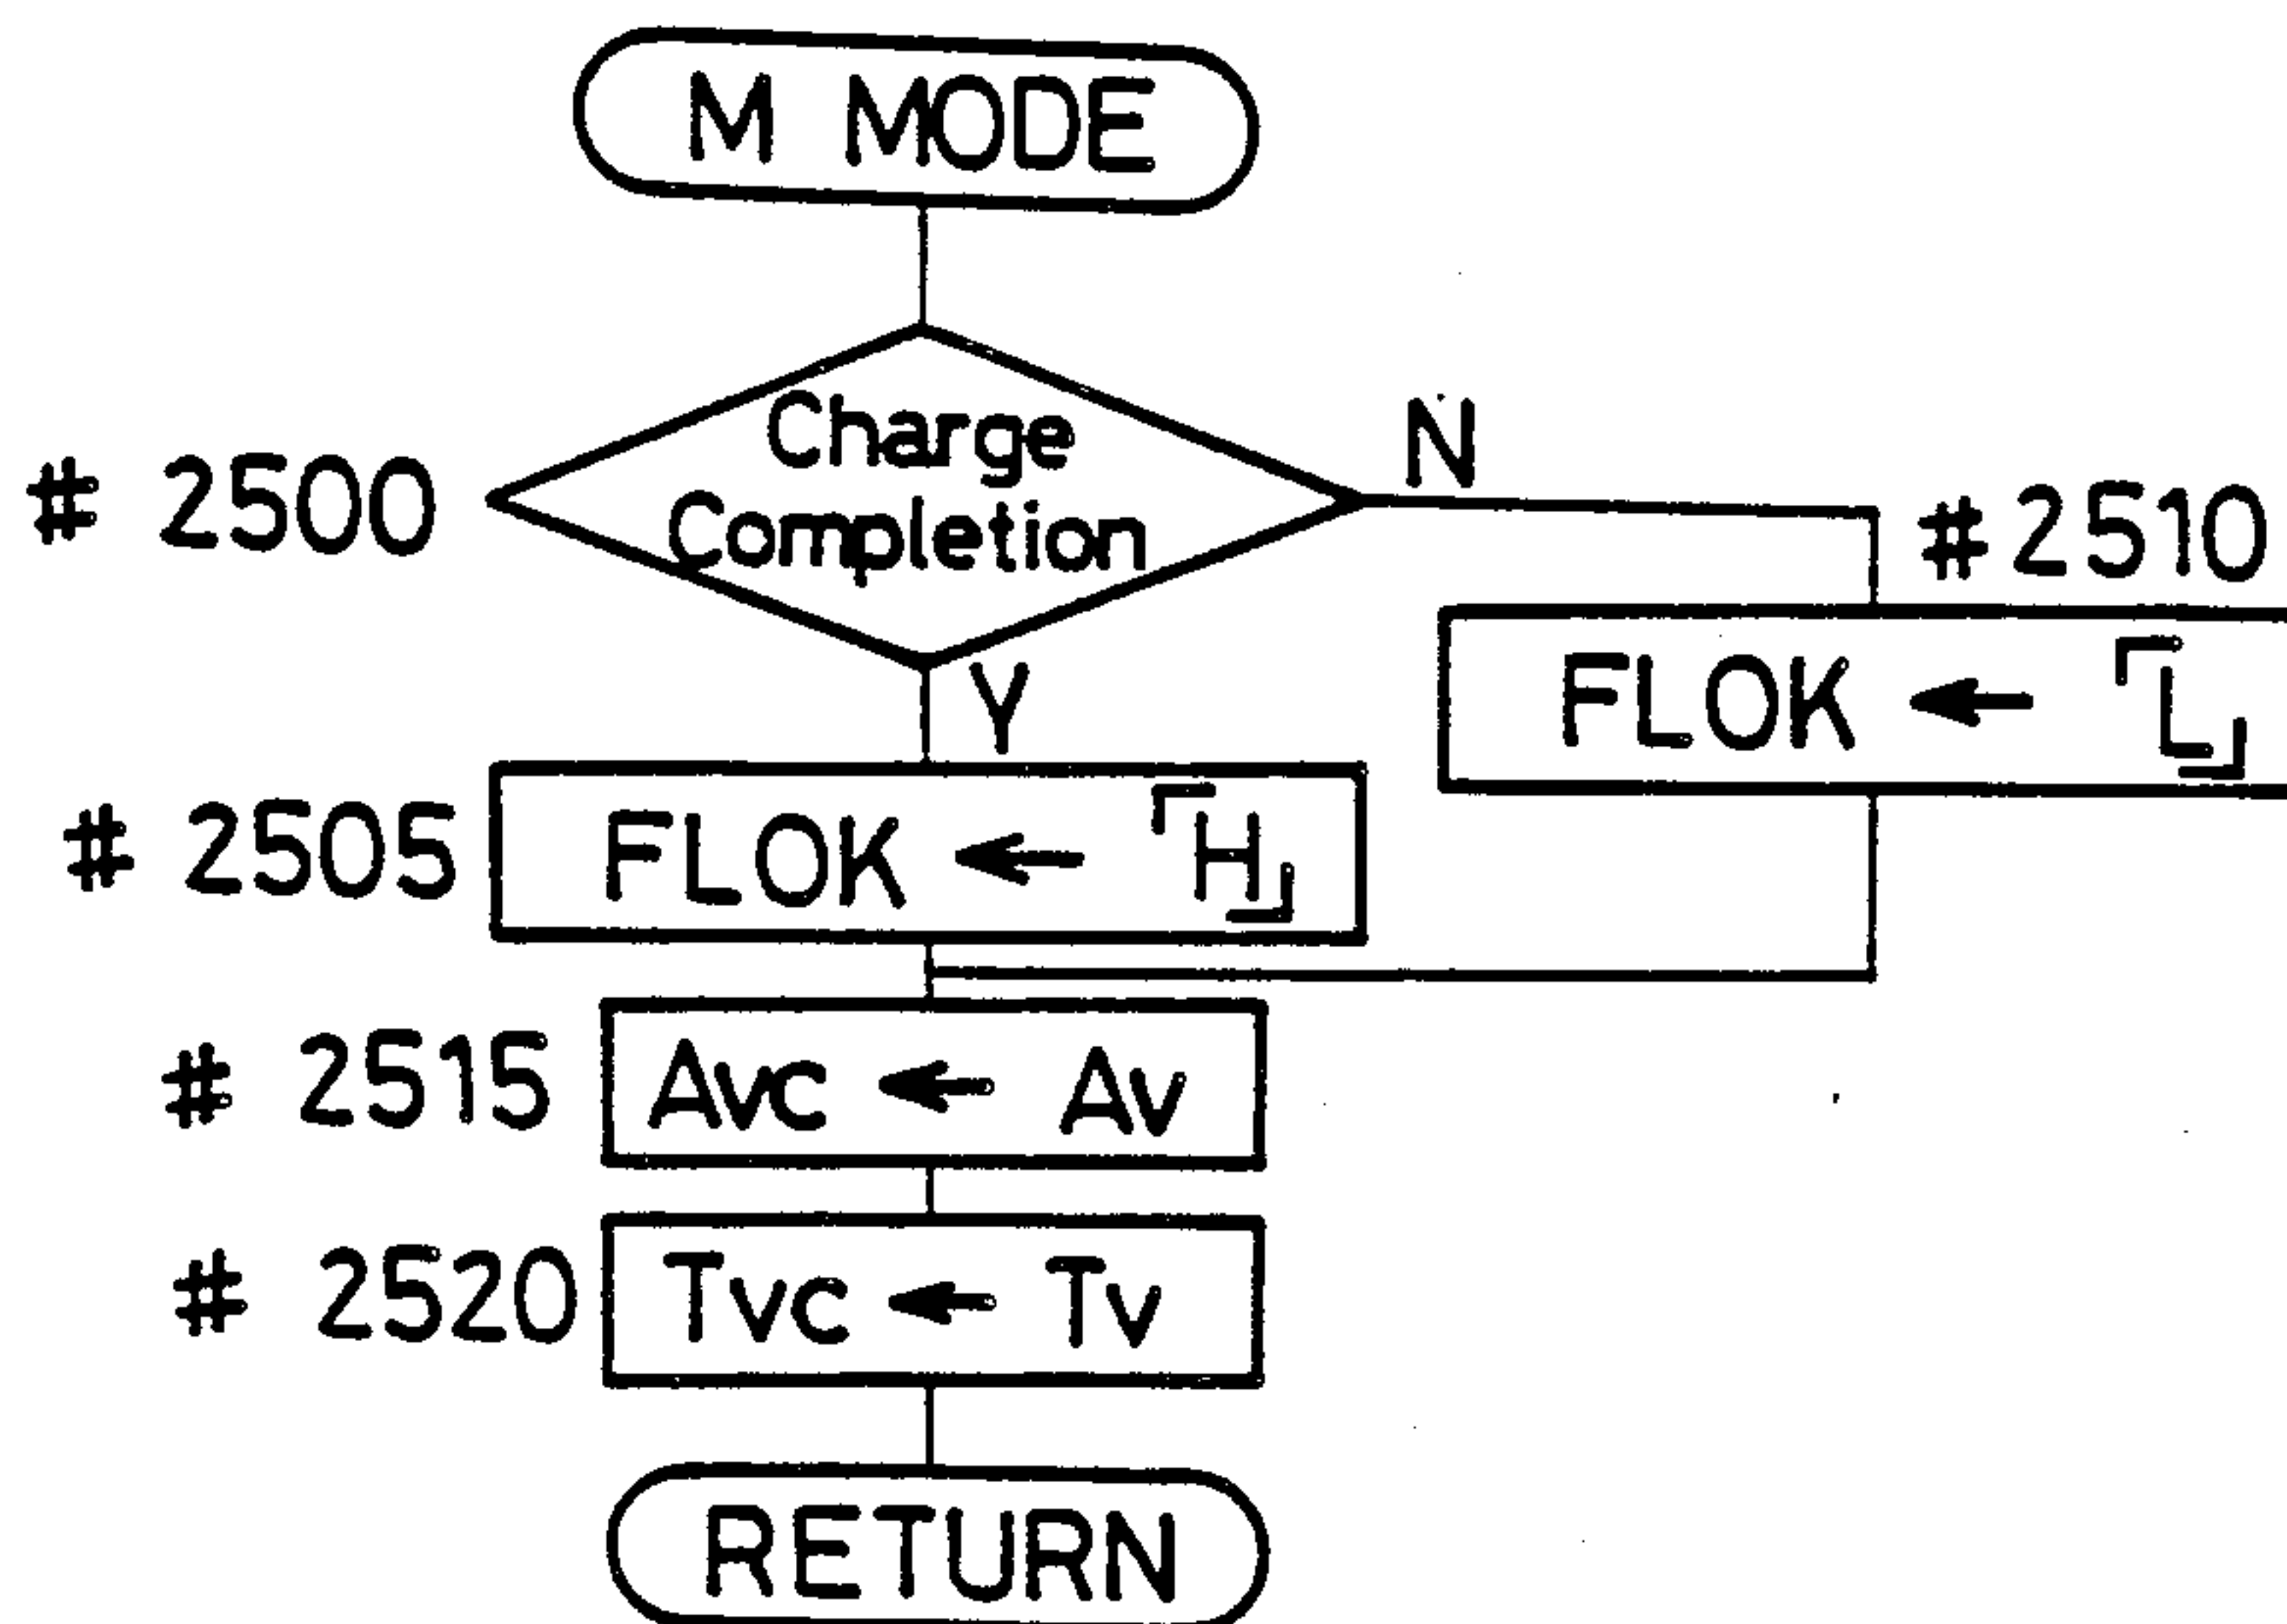 M MODE
# 2500
Charge
Completion
N
#2510
FLOK ← 「L」
Y
# 2505
FLOK ← 「H」
# 2515
Avc ← Av
# 2520
Tvc ← Tv
RETURN